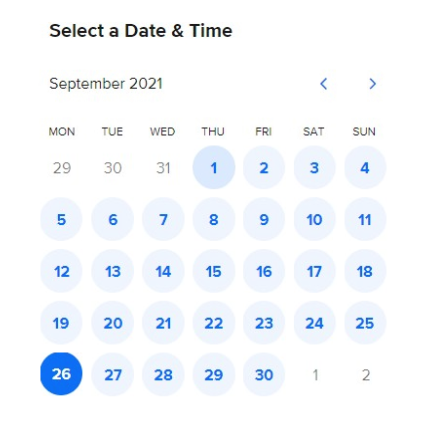 Select a Date & Time
September 2021
MON TUE WED THU FRI SAT SUN
29 30 31 1 2 3 4
5 6 7 8 9 10 11
12 13 14 15 16 17 18
19 20 21 22 23 24 25
26 27 28 29 30 1 2